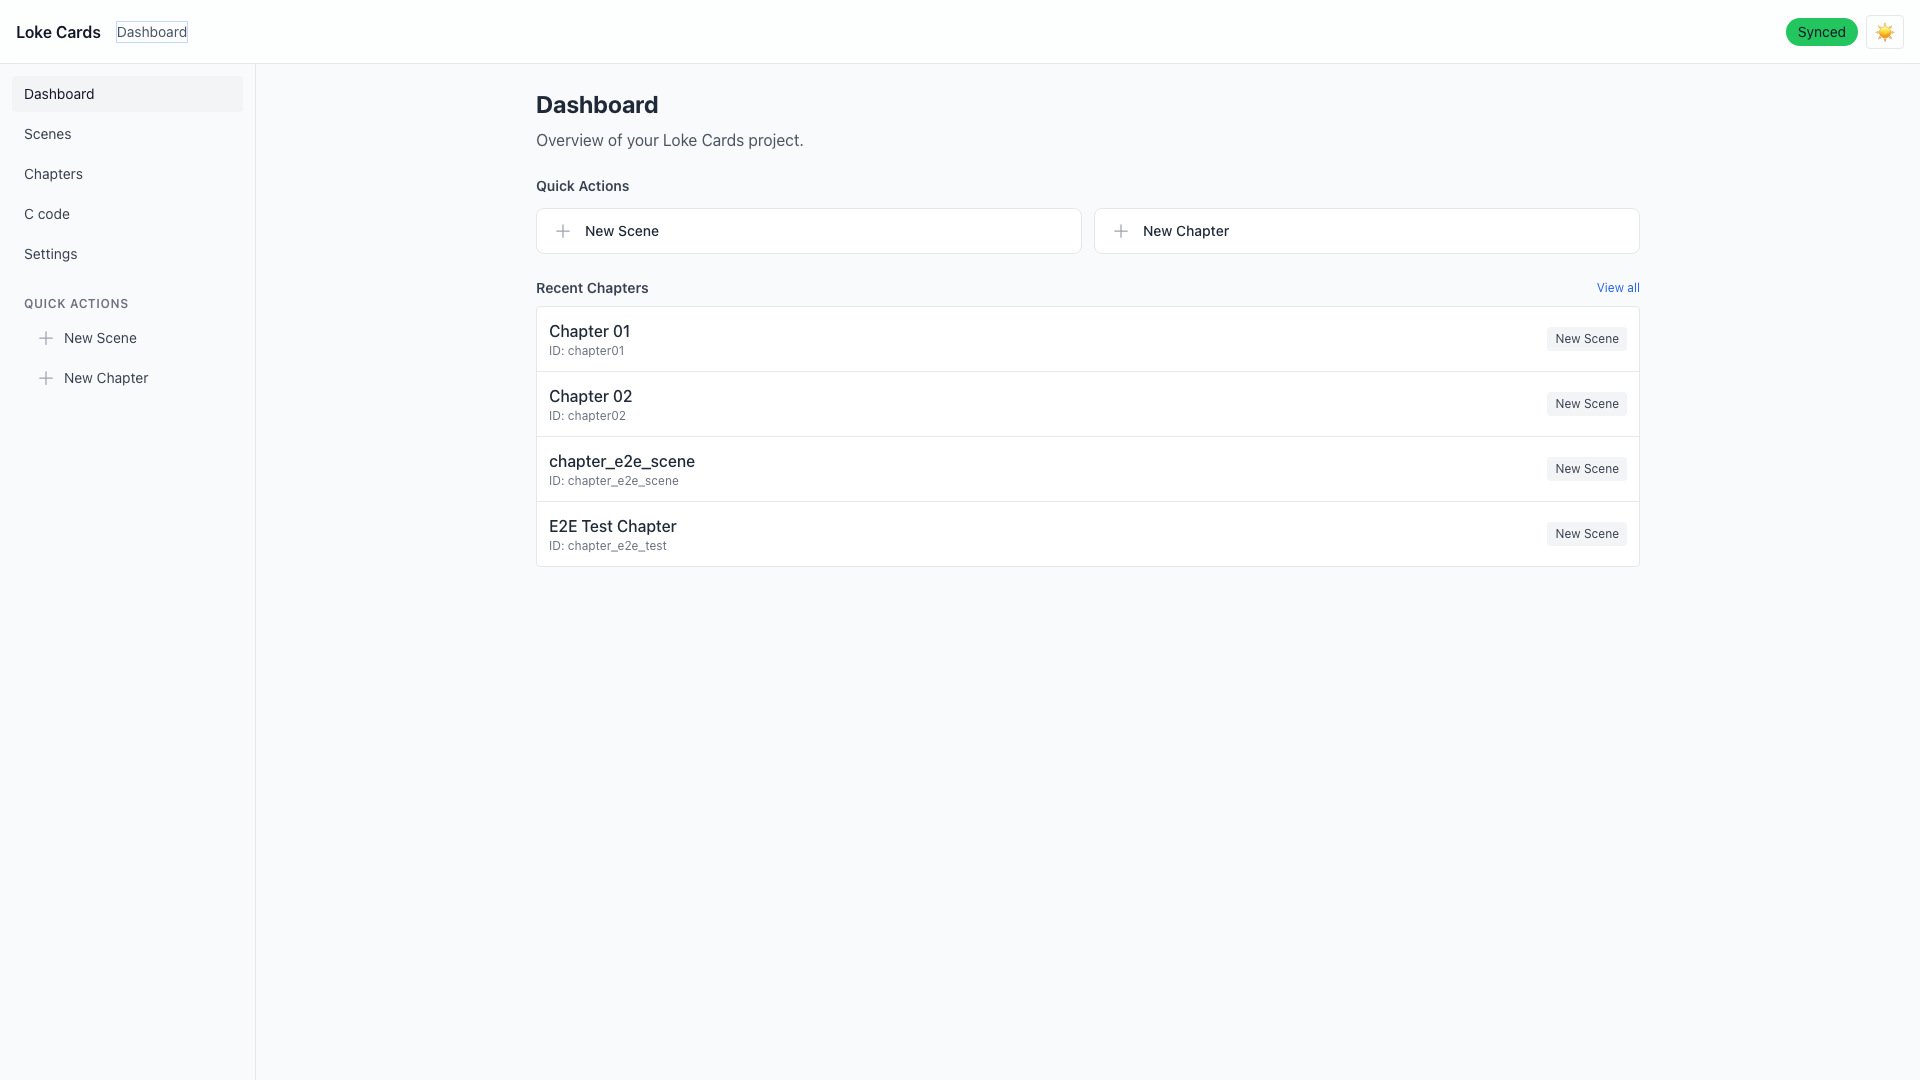 Loke Cards Dashboard Synced
Dashboard
Scenes
Chapters
C code
Settings
QUICK ACTIONS
New Scene
New Chapter
Dashboard
Overview of your Loke Cards project.
Quick Actions
New Scene New Chapter
Recent Chapters View all
Chapter 01
ID: chapter01
New Scene
Chapter 02
ID: chapter02
New Scene
chapter_e2e_scene
ID: chapter_e2e_scene
New Scene
E2E Test Chapter
ID: chapter_e2e_test
New Scene